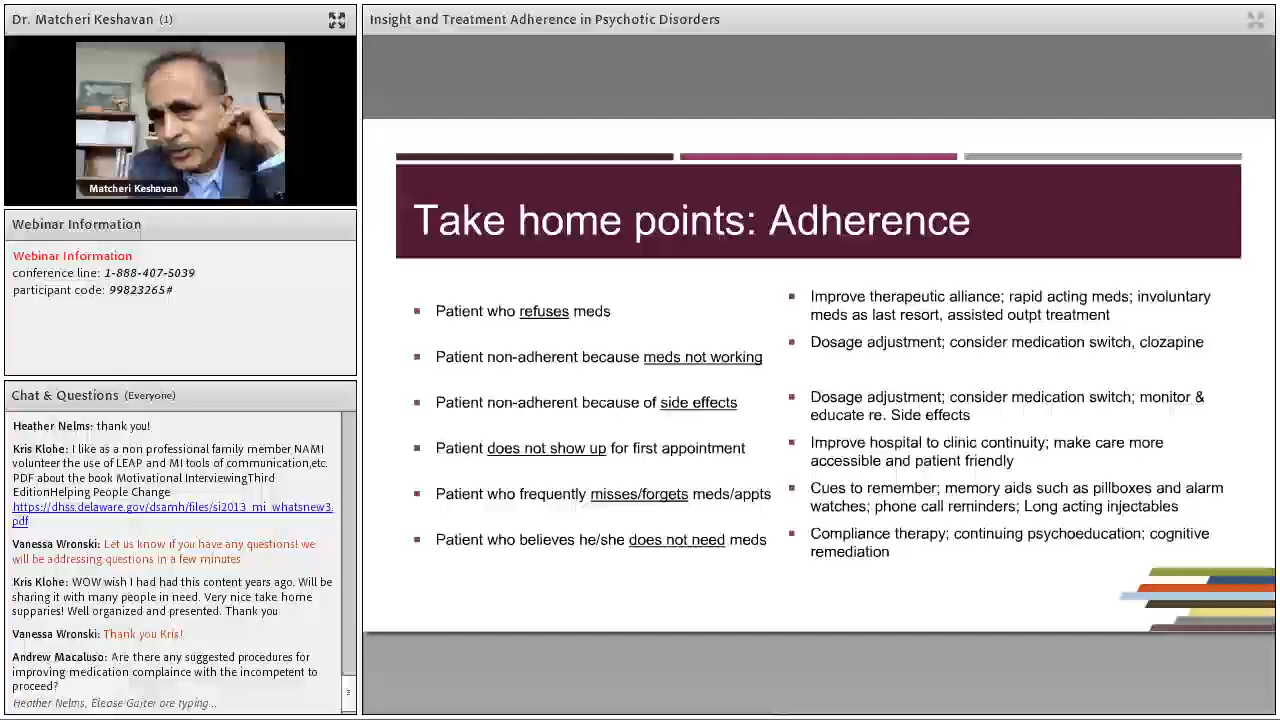 Dr. Matcheri Keshavan (1)
Matcheri Keshavan
Webinar Information
Webinar Information
conference line: 1-888-407-5039
participant code: 99823265#
Chat & Questions (Everyone)
Heather Nelms: thank you!
Kris Klohe: I like as a non professional family member NAMI
volunteer the use of LEAP and MI tools of communication,etc.
PDF about the book Motivational InterviewingThird
EditionHelping People Change
https://dhss.delaware.gov/dsamh/files/si2013_mi_whatsnew3.
pdf
Vanessa Wronski: Let us know if you have any questions! we
will be addressing questions in a few minutes
Kris Klohe: WOW wish I had had this content years ago. Will be
sharing it with many people in need. Very nice take home
supparies! Well organized and presented. Thank you
Vanessa Wronski: Thank you Kris!
Andrew Macaluso: Are there any suggested procedures for
improving medication complaince with the incompetent to
proceed?
Heather Nelms, Elease Gaiter are typing...
Insight and Treatment Adherence in Psychotic Disorders
Take home points: Adherence
Patient who refuses meds
Patient non-adherent because meds not working
Patient non-adherent because of side effects
Patient does not show up for first appointment
Patient who frequently misses/forgets meds/appts
Patient who believes he/she does not need meds
Improve therapeutic alliance; rapid acting meds; involuntary
meds as last resort, assisted outpt treatment
Dosage adjustment; consider medication switch, clozapine
Dosage adjustment; consider medication switch; monitor &
educate re. Side effects
Improve hospital to clinic continuity; make care more
accessible and patient friendly
Cues to remember; memory aids such as pillboxes and alarm
watches; phone call reminders; Long acting injectables
Compliance therapy; continuing psychoeducation; cognitive
remediation